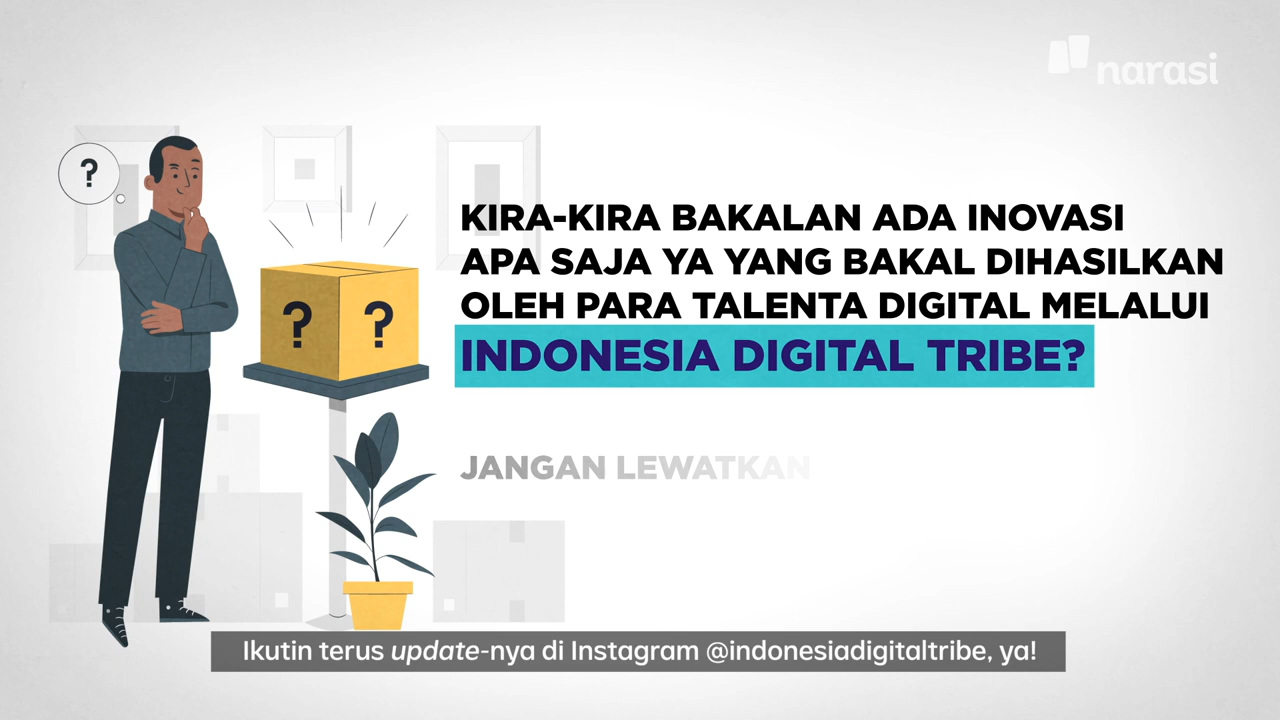 narasi
?
? ?
KIRA-KIRA BAKALAN ADA INOVASI
APA SAJA YA YANG BAKAL DIHASILKAN
OLEH PARA TALENTA DIGITAL MELALUI
INDONESIA DIGITAL TRIBE?
JANGAN LEWATKAN
Ikutin terus update-nya di Instagram @indonesiadigitaltribe, ya!